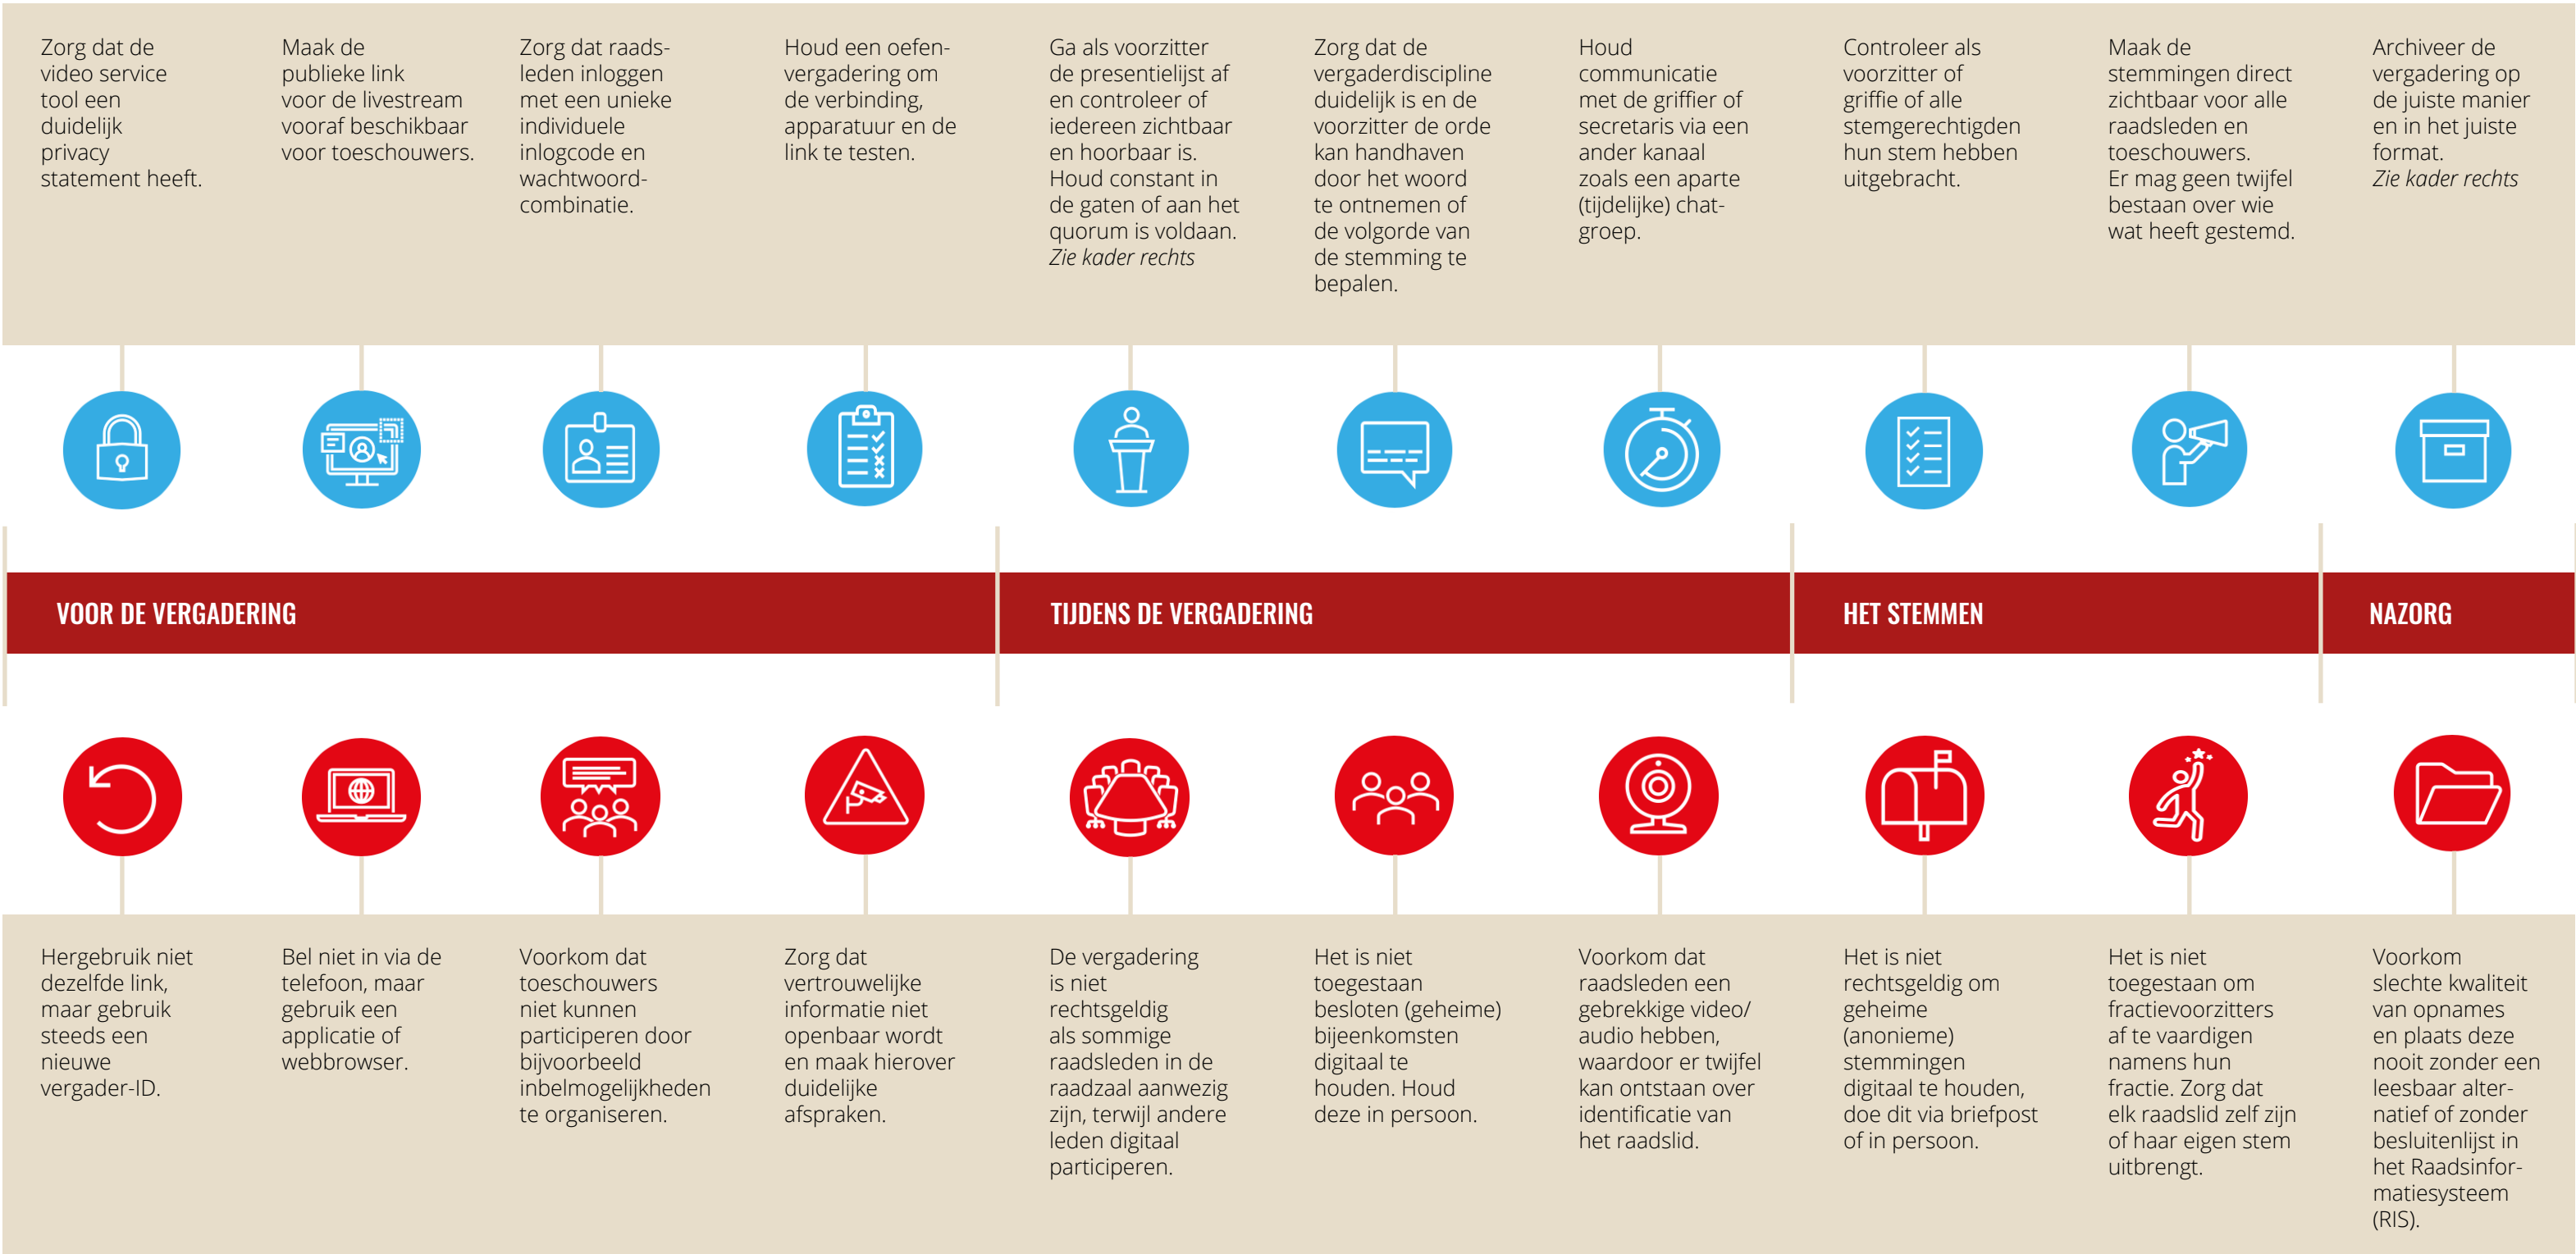 Zorg dat de
video service
tool een
duidelijk
privacy
statement heeft.
Maak de
publieke link
voor de livestream
vooraf beschikbaar
voor toeschouwers.
Zorg dat raads-
leden inloggen
met een unieke
individuele
inlogcode en
wachtwoord-
combinatie.
Houd een oefen-
vergadering om
de verbinding,
apparatuur en de
link te testen.
Ga als voorzitter
de presentielijst af
en controleer of
iedereen zichtbaar
en hoorbaar is.
Houd constant in
de gaten of aan het
quorum is voldaan.
Zie kader rechts
Zorg dat de
vergaderdiscipline
duidelijk is en de
voorzitter de orde
kan handhaven
door het woord
te ontnemen of
de volgorde van
de stemming te
bepalen.
Houd
communicatie
met de griffier of
secretaris via een
ander kanaal
zoals een aparte
(tijdelijke) chat-
groep.
Controleer als
voorzitter of
griffie of alle
stemgerechtigden
hun stem hebben
uitgebracht.
Maak de
stemmingen direct
zichtbaar voor alle
raadsleden en
toeschouwers.
Er mag geen twijfel
bestaan over wie
wat heeft gestemd.
Archiveer de
vergadering op
de juiste manier
en in het juiste
format.
Zie kader rechts
VOOR DE VERGADERING
TIJDENS DE VERGADERING
HET STEMMEN
NAZORG
Hergebruik niet
dezelfde link,
maar gebruik
steeds een
nieuwe
vergader-ID.
Bel niet in via de
telefoon, maar
gebruik een
applicatie of
webbrowser.
Voorkom dat
toeschouwers
niet kunnen
participeren door
bijvoorbeeld
inbelmogelijkheden
te organiseren.
Zorg dat
vertrouwelijke
informatie niet
openbaar wordt
en maak hierover
duidelijke
afspraken.
De vergadering
is niet
rechtsgeldig
als sommige
raadsleden in de
raadzaal aanwezig
zijn, terwijl andere
leden digitaal
participeren.
Het is niet
toegestaan
besloten (geheime)
bijeenkomsten
digitaal te
houden. Houd
deze in persoon.
Voorkom dat
raadsleden een
gebrekkige video/
audio hebben,
waardoor er twijfel
kan ontstaan over
identificatie van
het raadslid.
Het is niet
rechtsgeldig om
geheime
(anonieme)
stemmingen
digitaal te houden,
doe dit via briefpost
of in persoon.
Het is niet
toegestaan om
fractievoorzitters
af te vaardigen
namens hun
fractie. Zorg dat
elk raadslid zelf zijn
of haar eigen stem
uitbrengt.
Voorkom
slechte kwaliteit
van opnames
en plaats deze
nooit zonder een
leesbaar alter-
natief of zonder
besluitenlijst in
het Raadsinfor-
matiesysteem
(RIS).